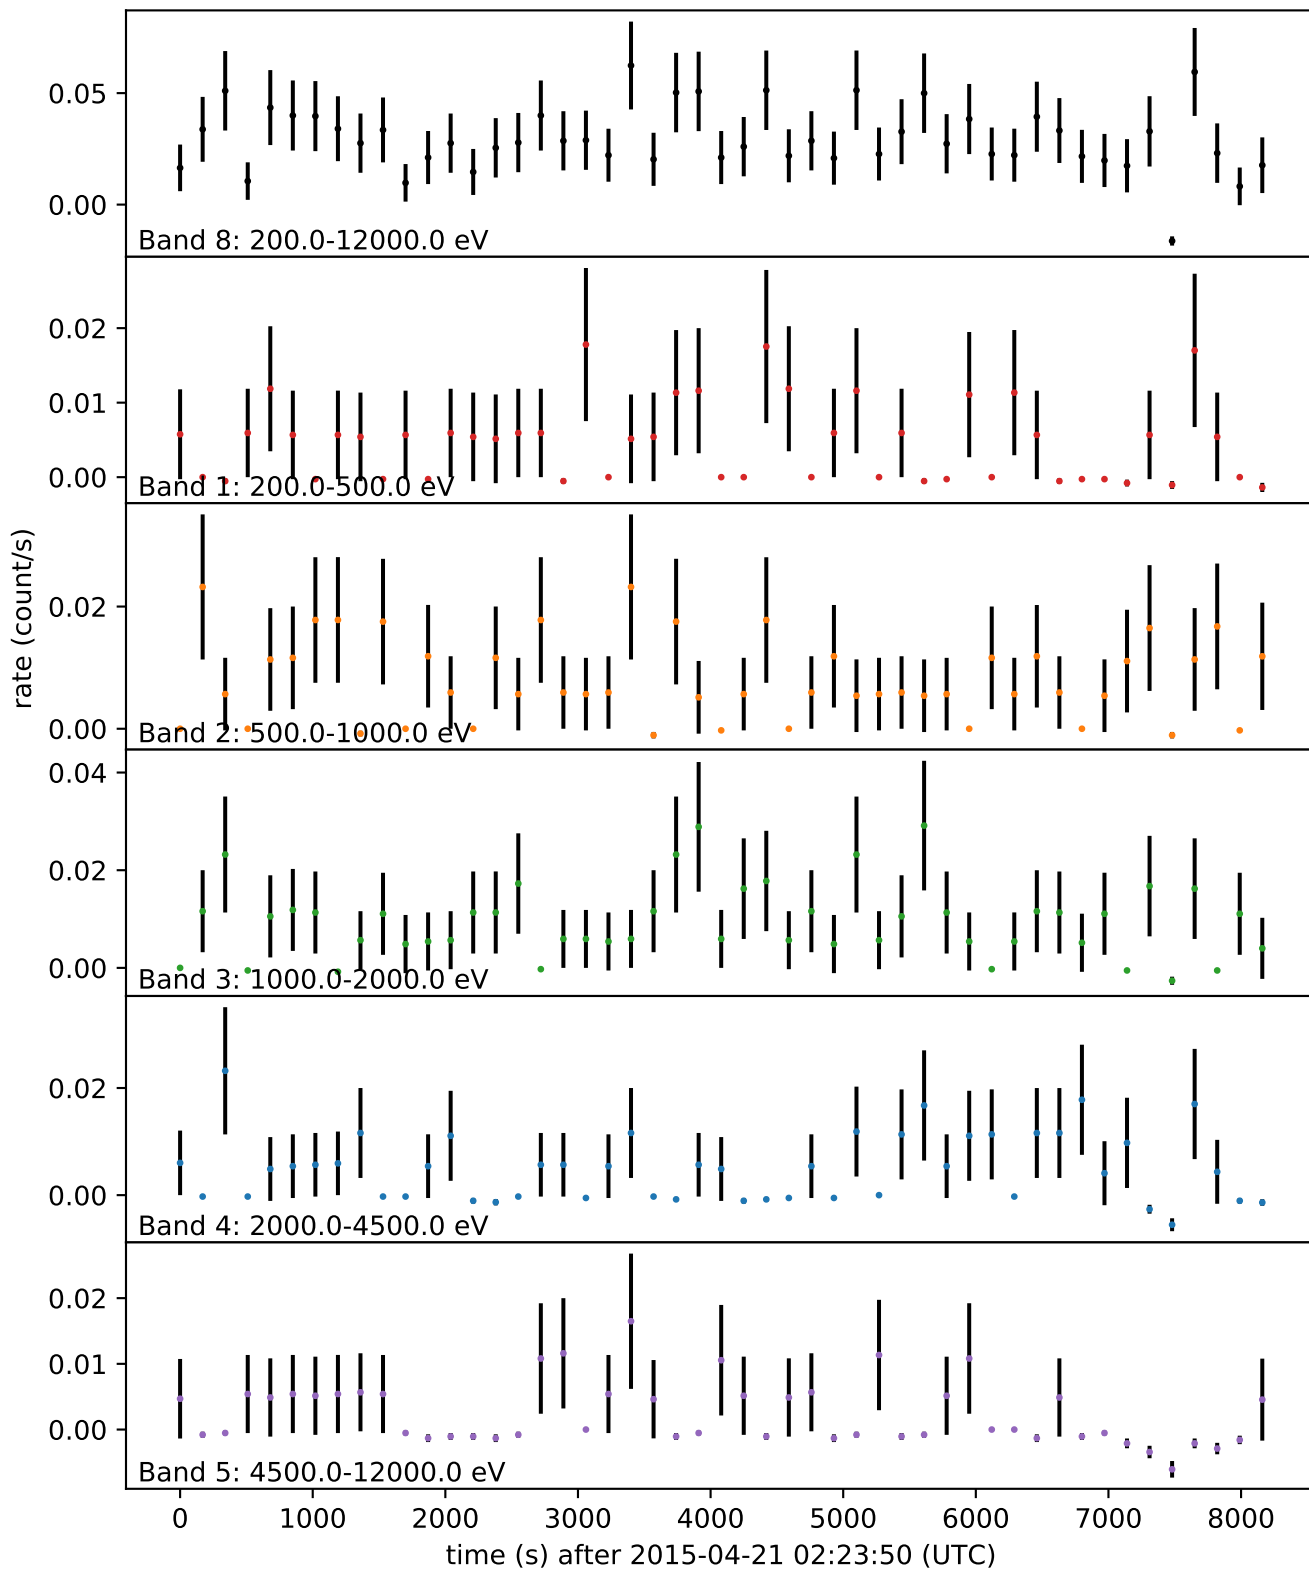 0.05
0.00
Band 8: 200.0-12000.0 eV
0.02
0.01
0.00
Band 1: 200.0-500.0 eV
rate (count/s)
0.02
0.00
Band 2: 500.0-1000.0 eV
0.04
0.02
0.00
Band 3: 1000.0-2000.0 eV
0.02
0.00
Band 4: 2000.0-4500.0 eV
0.02
0.01
0.00
Band 5: 4500.0-12000.0 eV
0 1000 2000 3000 4000 5000 6000 7000 8000
time (s) after 2015-04-21 02:23:50 (UTC)